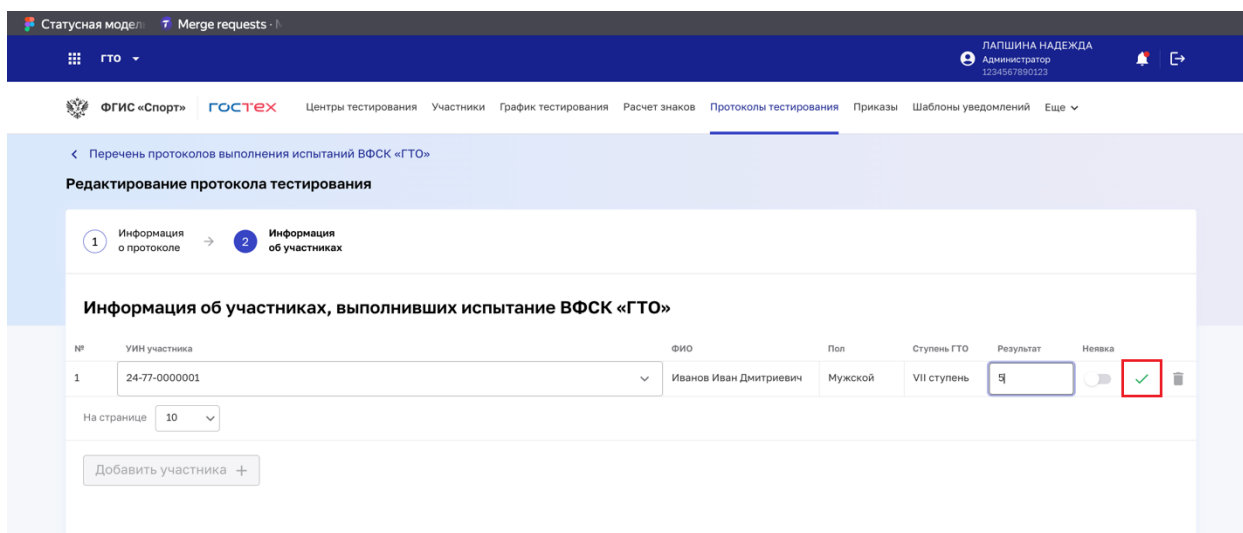 Статусная модел
Merge requests ·
ГТО
ЛАПШИНА НАДЕЖДА
Администратор
1234567890123
ФГИС «Спорт» ГОСТЕХ Центры тестирования Участники График тестирования Расчет знаков Протоколы тестирования Приказы Шаблоны уведомлений Еще
Перечень протоколов выполнения испытаний ВФСК «ГТО»
Редактирование протокола тестирования
1 Информация
о протоколе
2 Информация
об участниках
Информация об участниках, выполнивших испытание ВФСК «ГТО»
№ УИН участника ФИО Пол Ступень ГТО Результат Неявка
1 24-77-0000001 Иванов Иван Дмитриевич Мужской VII ступень 5
На странице 10
Добавить участника +